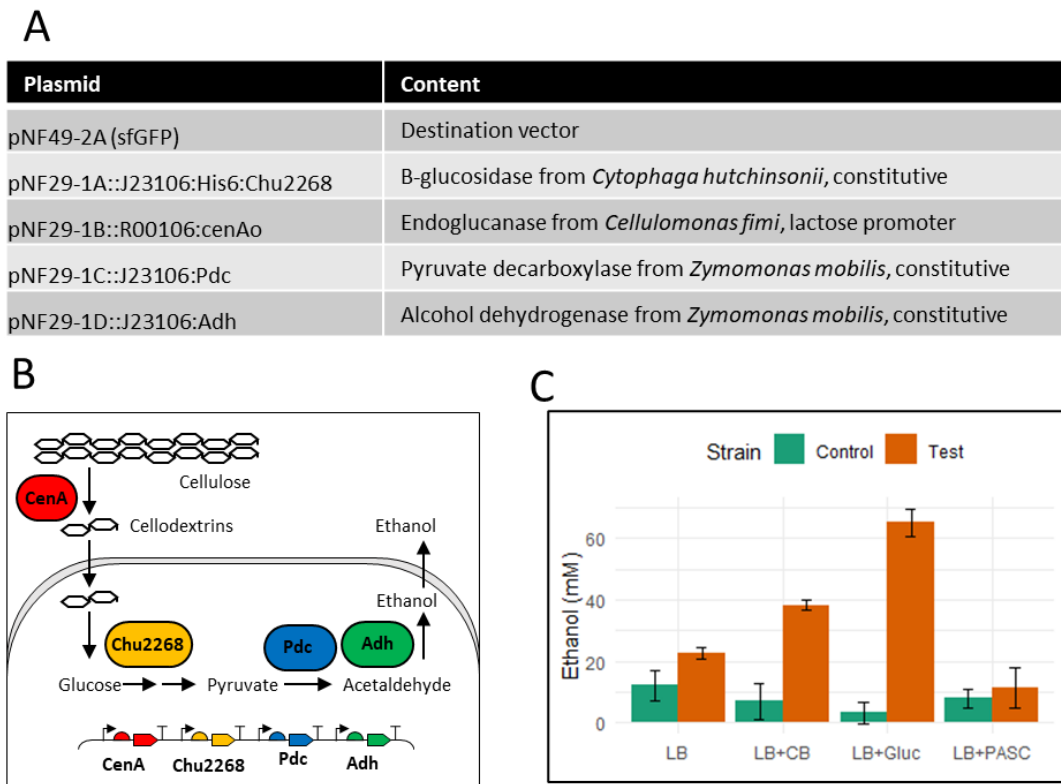 A
Plasmid Content
pNF49-2A (sfGFP) Destination vector
pNF29-1A::J23106:His6:Chu2268 B-glucosidase from Cytophaga hutchinsonii, constitutive
pNF29-1B::R00106:cenAo Endoglucanase from Cellulomonas fimi, lactose promoter
pNF29-1C::J23106:Pdc Pyruvate decarboxylase from Zymomonas mobilis, constitutive
pNF29-1D::J23106:Adh Alcohol dehydrogenase from Zymomonas mobilis, constitutive
B
Cellulose
CenA
Cellodextrins
Ethanol
Ethanol
Chu2268
Pdc
Adh
Glucose
Pyruvate
Acetaldehyde
CenA
Chu2268
Pdc
Adh
C
Strain Control Test
Ethanol (mM)
60
40
20
0
LB
LB+CB
LB+Gluc
LB+PASC